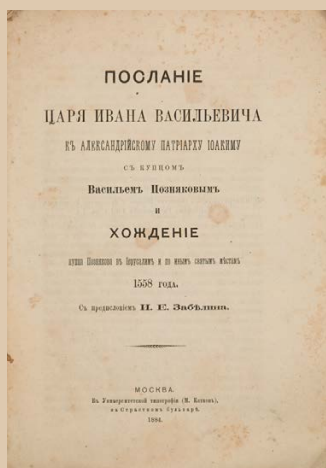 ПОСЛАНІЕ
ЦАРЯ ИВАНА ВАСИЛЬЕВИЧА
КЪ АЛЕКСАНДРІЙСКОМУ ПАТРІАРХУ ІОАКИМУ
СЪ КУПЦОМЪ
Васильемъ Позняковымъ
И
ХОЖДЕНІЕ
купца Познякова въ Іерусалимъ и по инымъ святымъ мѣстамъ
1558 ГОДА.
Съ предисловіемъ И. Е. Забѣлина.
МОСКВА.
Въ Университетской типографіи (М. Катковъ),
на Страстномъ бульварѣ.
1884.